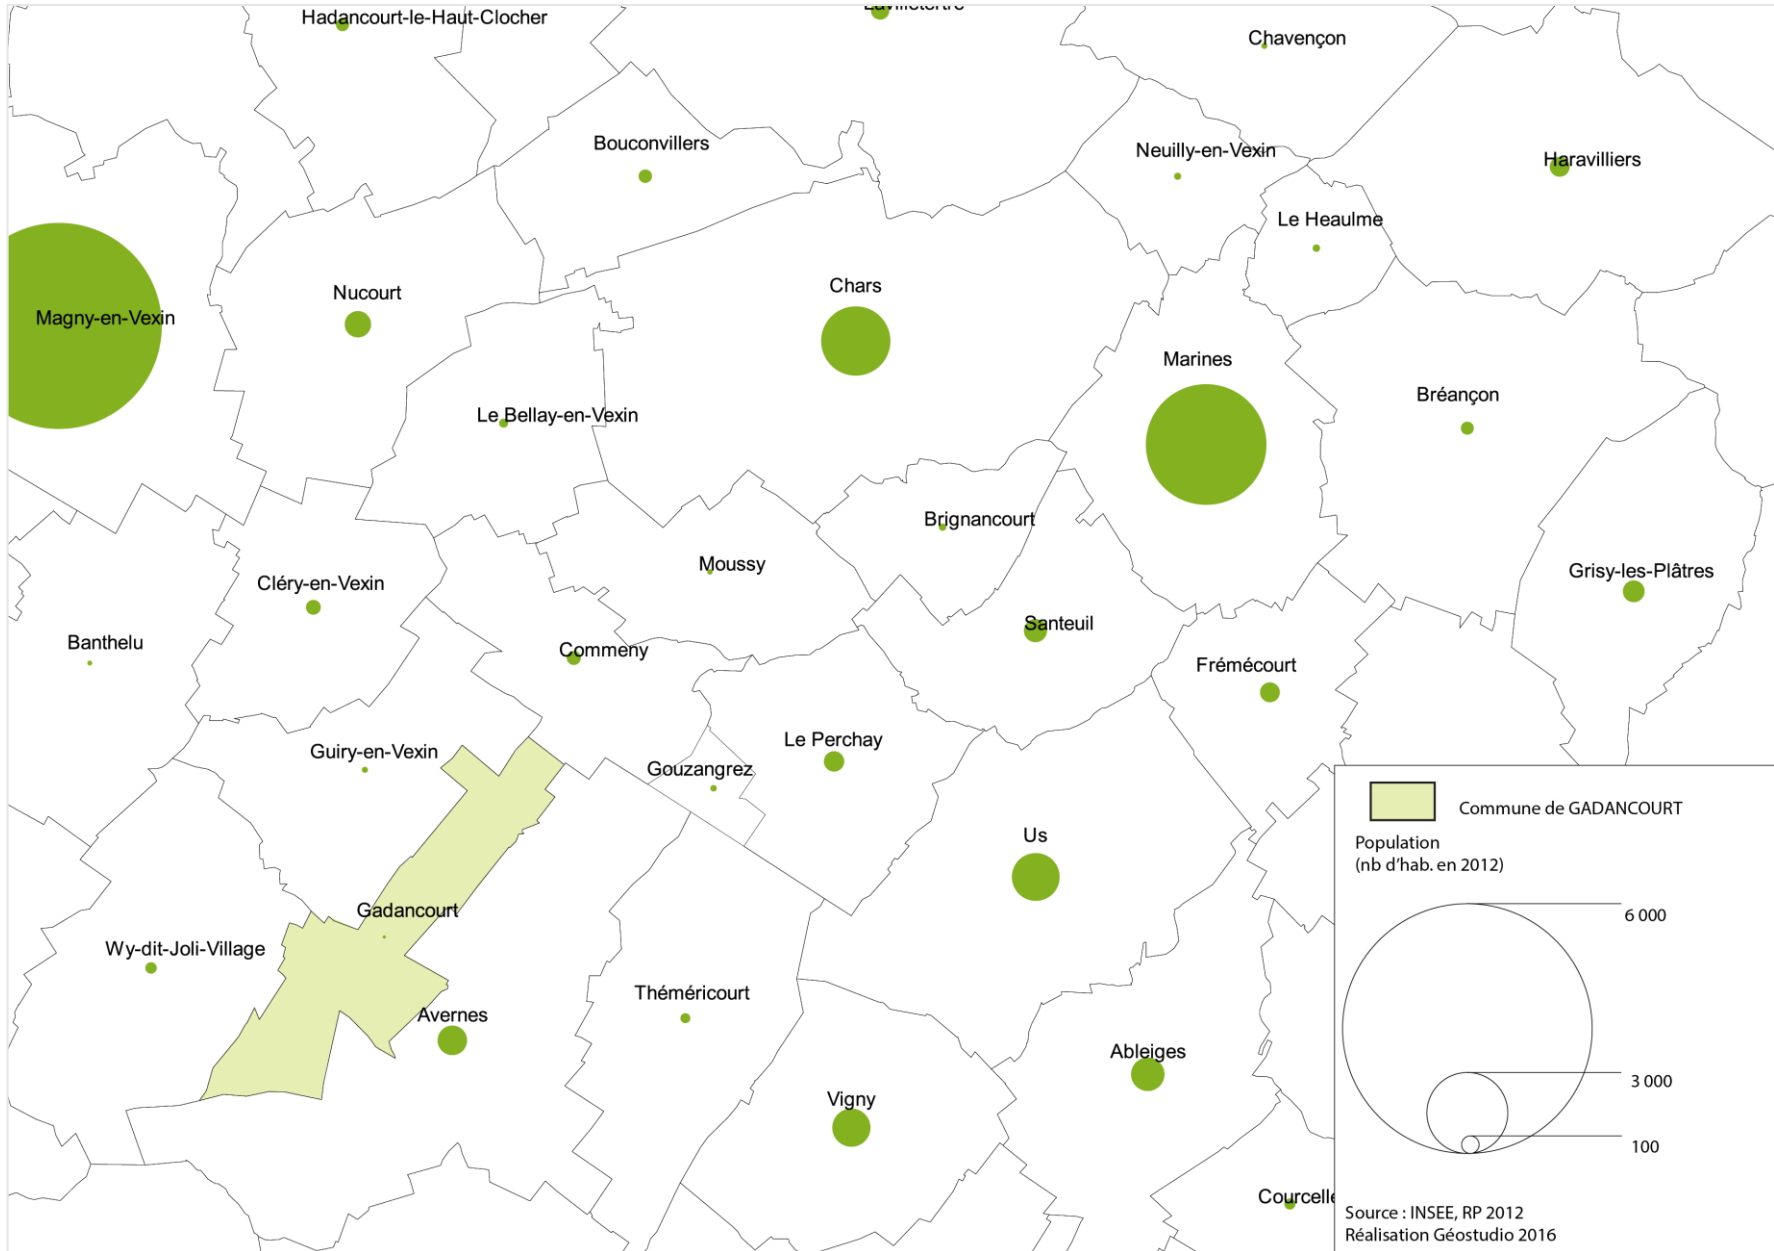 Lavilletertre
Hadancourt-le-Haut-Clocher
Chavençon
Bouconvillers
Neuilly-en-Vexin
Haravilliers
Le Heaulme
Chars
Nucourt
Magny-en-Vexin
Marines
Bréançon
Le Bellay-en-Vexin
Brignancourt
Moussy
Grisy-les-Plâtres
Cléry-en-Vexin
Santeuil
Banthelu
Commeny
Frémécourt
Le Perchay
Guiry-en-Vexin
Gouzangrez
Us
Gadancourt
Wy-dit-Joli-Village
Théméricourt
Avernes
Ableiges
Vigny
Courcelle
Commune de GADANCOURT
Population
(nb d'hab. en 2012)
6 000
3 000
100
Source : INSEE, RP 2012
Réalisation Géostudio 2016